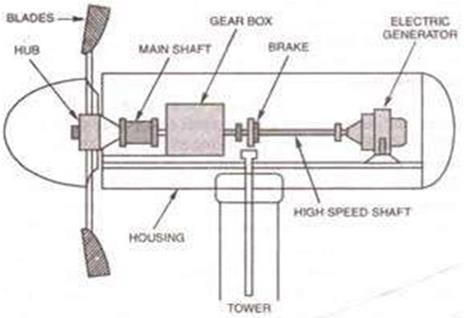 BLADES
HUB
MAIN SHAFT
GEAR BOX
BRAKE
ELECTRIC
GENERATOR
HIGH SPEED SHAFT
HOUSING
TOWER